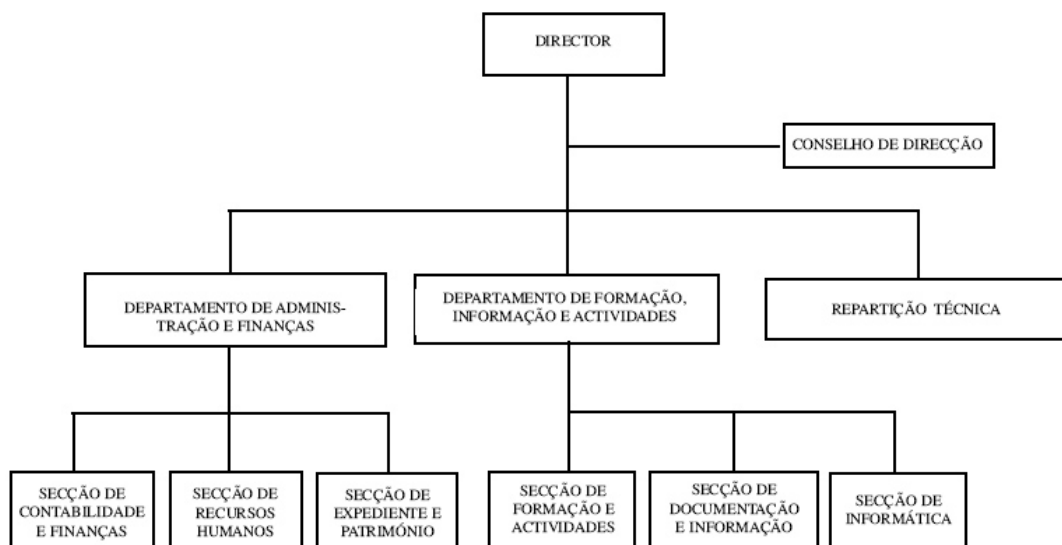 DIRECTOR
CONSELHO DE DIRECÇÃO
DEPARTAMENTO DE ADMINIS-
TRAÇÃO E FINANÇAS
DEPARTAMENTO DE FORMAÇÃO,
INFORMAÇÃO E ACTIVIDADES
REPARTIÇÃO TÉCNICA
SECÇÃO DE
CONTABILIDADE
E FINANÇAS
SECÇÃO DE
RECURSOS
HUMANOS
SECÇÃO DE
EXPEDIENTE E
PATRIMÓNIO
SECÇÃO DE
FORMAÇÃO E
ACTIVIDADES
SECÇÃO DE
DOCUMENTAÇÃO
E INFORMAÇÃO
SECÇÃO DE
INFORMÁTICA